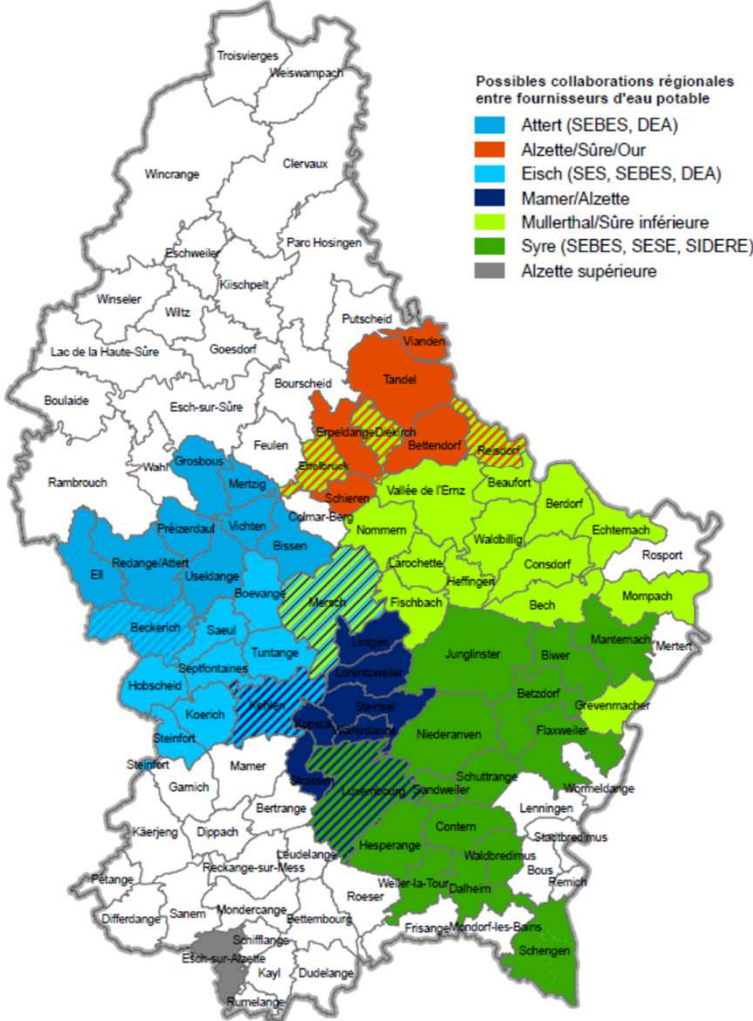 Troisvierges
Weiswampach
Possibles collaborations régionales
entre fournisseurs d'eau potable
Attert (SEBES, DEA)
Alzette/Sûre/Our
Eisch (SES, SEBES, DEA)
Mamer/Alzette
Mullerthal/Sûre inférieure
Syre (SEBES, SESE, SIDERE)
Alzette supérieure
Clervaux
Wincrange
Parc Hosingen
Eschweiler
Kiischpelt
Winseler
Wiltz
Putscheid
Goesdorf
Vianden
Lac de la Haute-Sûre
Tandel
Bourscheid
Boulaide
Esch-sur-Sûre
Erpeldange
Diekirch
Bettendorf
Reisdorf
Feulen
Grosbous
Wahl
Ettelbruck
Rambrouch
Mertzig
Schieren
Vallée de l'Ernz
Beaufort
Berdorf
Colmar-Berg
Préizerdaul
Vichten
Nommern
Echternach
Waldbillig
Bissen
Rosport
Redange/Attert
Larochette
Consdorf
Ell
Useldange
Heffingen
Boevange
Mersch
Fischbach
Bech
Mompach
Beckerich
Saeul
Lintgen
Manternach
Mertert
Tuntange
Junglinster
Biwer
Septfontaines
Lorentzweiler
Hobscheid
Betzdorf
Koerich
Kehlen
Steinsel
Grevenmacher
Kopstal
Walferdange
Niederanven
Flaxweiler
Steinfort
Steinfort
Mamer
Strassen
Schuttrange
Garnich
Luxembourg
Sandweiler
Wormeldange
Bertrange
Lenningen
Käerjeng
Dippach
Contern
Stadtbredimus
Leudelange
Hesperange
Waldbredimus
Reckange-sur-Mess
Bous
Pétange
Weiler-la-Tour
Remich
Dalheim
Roeser
Differdange
Sanem
Mondercange
Bettembourg
Frisange
Mondorf-les-Bains
Schifflange
Schengen
Esch-sur-Alzette
Kayl
Dudelange
Rumelange